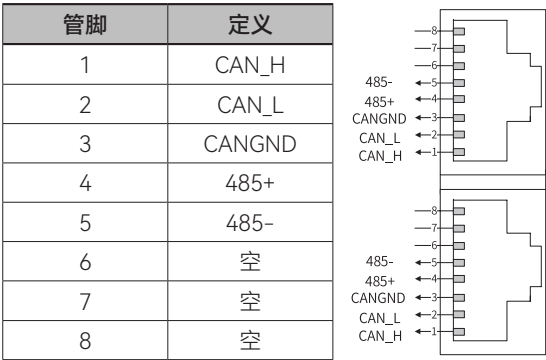 管脚 定义
1 CAN_H
2 CAN_L
3 CANGND
4 485+
5 485-
6 空
7 空
8 空
8
7
6
485- 5
485+ 4
CANGND 3
CAN_L 2
CAN_H 1
8
7
6
485- 5
485+ 4
CANGND 3
CAN_L 2
CAN_H 1